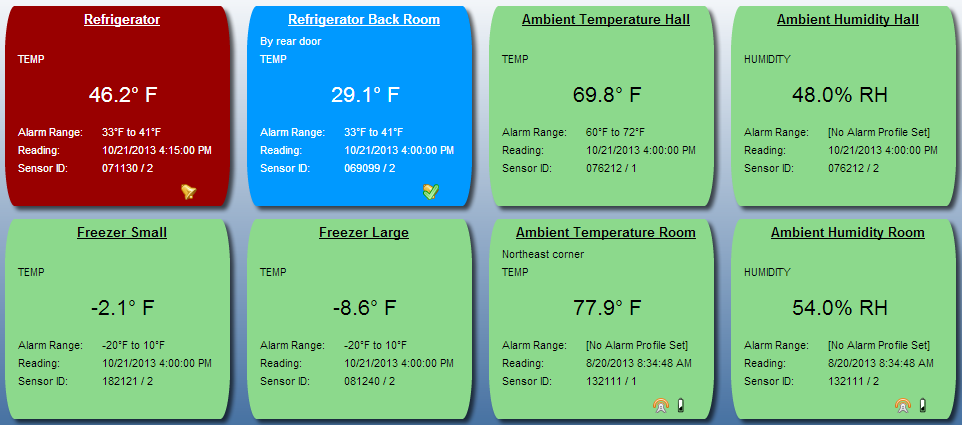 Refrigerator
TEMP
46.2° F
Alarm Range: 33°F to 41°F
Reading: 10/21/2013 4:15:00 PM
Sensor ID: 071130 / 2
Refrigerator Back Room
By rear door
TEMP
29.1° F
Alarm Range: 33°F to 41°F
Reading: 10/21/2013 4:00:00 PM
Sensor ID: 069099 / 2
Ambient Temperature Hall
TEMP
69.8° F
Alarm Range: 60°F to 72°F
Reading: 10/21/2013 4:00:00 PM
Sensor ID: 076212 / 1
Ambient Humidity Hall
HUMIDITY
48.0% RH
Alarm Range: [No Alarm Profile Set]
Reading: 10/21/2013 4:00:00 PM
Sensor ID: 076212 / 2
Freezer Small
TEMP
-2.1° F
Alarm Range: -20°F to 10°F
Reading: 10/21/2013 4:00:00 PM
Sensor ID: 182121 / 2
Freezer Large
TEMP
-8.6° F
Alarm Range: -20°F to 10°F
Reading: 10/21/2013 4:00:00 PM
Sensor ID: 081240 / 2
Ambient Temperature Room
Northeast corner
TEMP
77.9° F
Alarm Range: [No Alarm Profile Set]
Reading: 8/20/2013 8:34:48 AM
Sensor ID: 132111 / 1
Ambient Humidity Room
HUMIDITY
54.0% RH
Alarm Range: [No Alarm Profile Set]
Reading: 8/20/2013 8:34:48 AM
Sensor ID: 132111 / 2